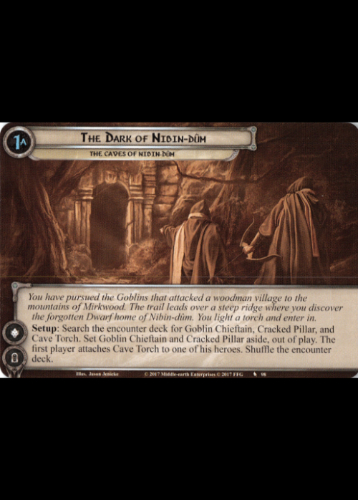 1A
THE DARK OF NIBIN-DÛM
THE CAVES OF NIBIN-DÛM
You have pursued the Goblins that attacked a woodman village to the
mountains of Mirkwood. The trail leads over a steep ridge where you discover
the forgotten Dwarf home of Nibin-dûm. You light a torch and enter in.
Setup: Search the encounter deck for Goblin Chieftain, Cracked Pillar, and
Cave Torch. Set Goblin Chieftain and Cracked Pillar aside, out of play. The
first player attaches Cave Torch to one of his heroes. Shuffle the encounter
deck.
Illus. Jason Jenicke © 2017 Middle-earth Enterprises © 2017 FFG 98